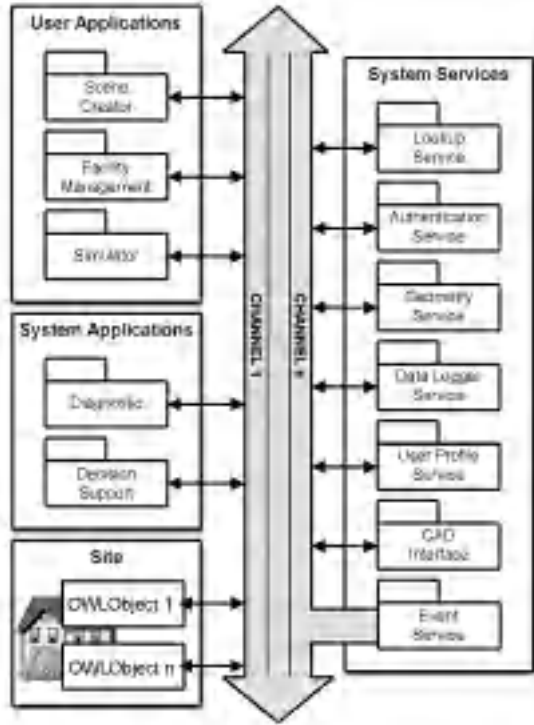 User Applications
Scene
Creator
Facility
Management
Simulator
System Applications
Diagnostic
Decision
Support
Site
OWLObject 1
OWLObject n
CHANNEL 1
CHANNEL n
System Services
Lookup
Service
Authentication
Service
Geometry
Service
Data Logger
Service
User Profile
Service
CAD
Interface
Event
Service